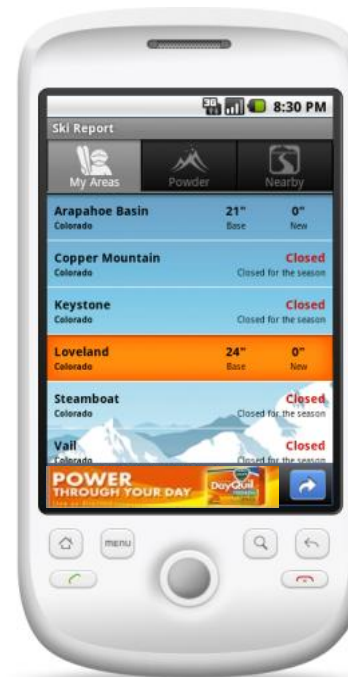 3G 8:30 PM
Ski Report
My Areas Powder Nearby
Arapahoe Basin 21" 0"
Colorado Base New
Copper Mountain Closed
Colorado Closed for the season
Keystone Closed
Colorado Closed for the season
Loveland 24" 0"
Colorado Base New
Steamboat Closed
Colorado Closed for the season
Vail Closed
Colorado Closed for the season
POWER
THROUGH YOUR DAY DayQuil
MENU